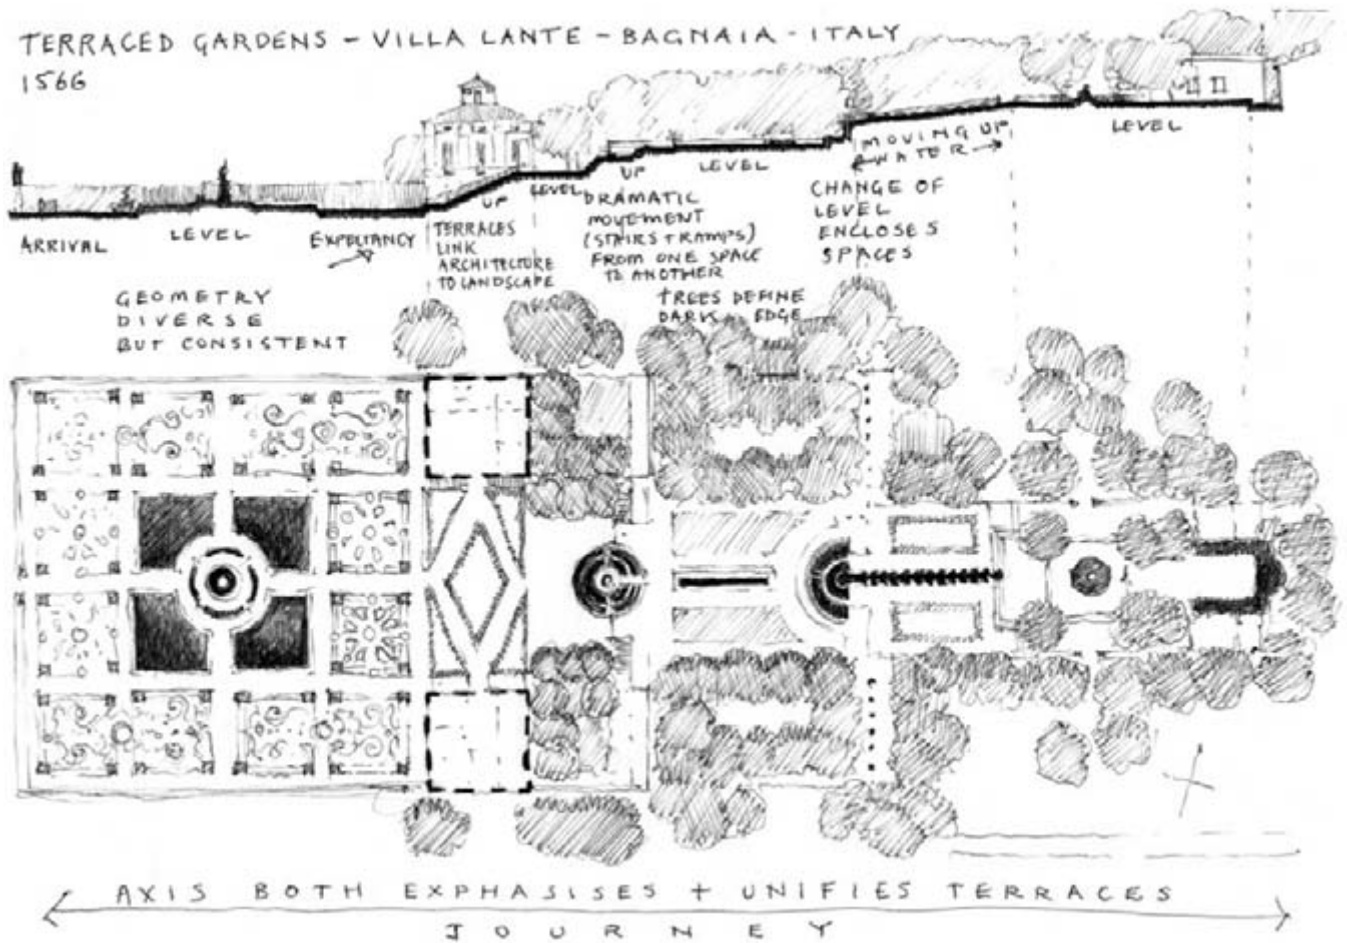 TERRACED GARDENS - VILLA LANTE - BAGNAIA - ITALY
1566
ARRIVAL
LEVEL
EXPECTANCY
UP
TERRACES
LINK
ARCHITECTURE
TO LANDSCAPE
LEVEL
UP
DRAMATIC
MOVEMENT
(STAIRS + RAMPS)
FROM ONE SPACE
TO ANOTHER
LEVEL
MOVING UP
WATER
LEVEL
CHANGE OF
LEVEL
ENCLOSES
SPACES
GEOMETRY
DIVERSE
BUT CONSISTENT
TREES DEFINE
DARK EDGE
AXIS BOTH EXPHASISES + UNIFIES TERRACES
JOURNEY